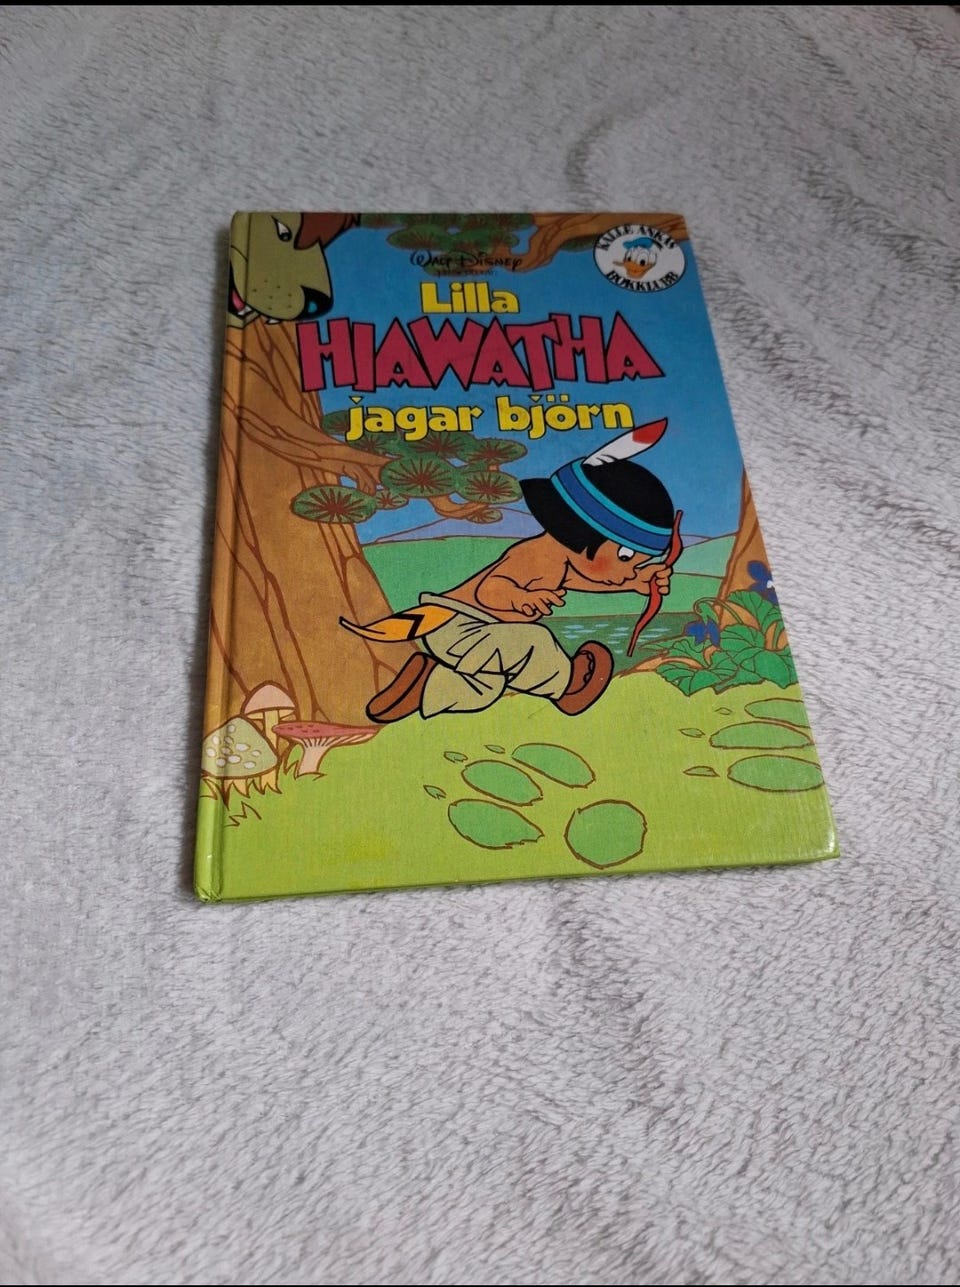 WALT DISNEY
Lilla
HIAWATHA
jagar björn
KALLE ANKAS
BOKKLUBB